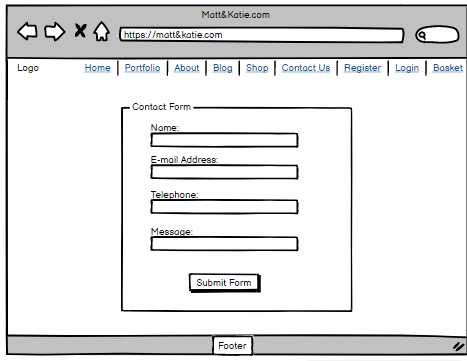 Matt&Katie.com
https://matt&katie.com
Logo Home Portfolio About Blog Shop Contact Us Register Login Basket
Contact Form
Name:
E-mail Address:
Telephone:
Message:
Submit Form
Footer